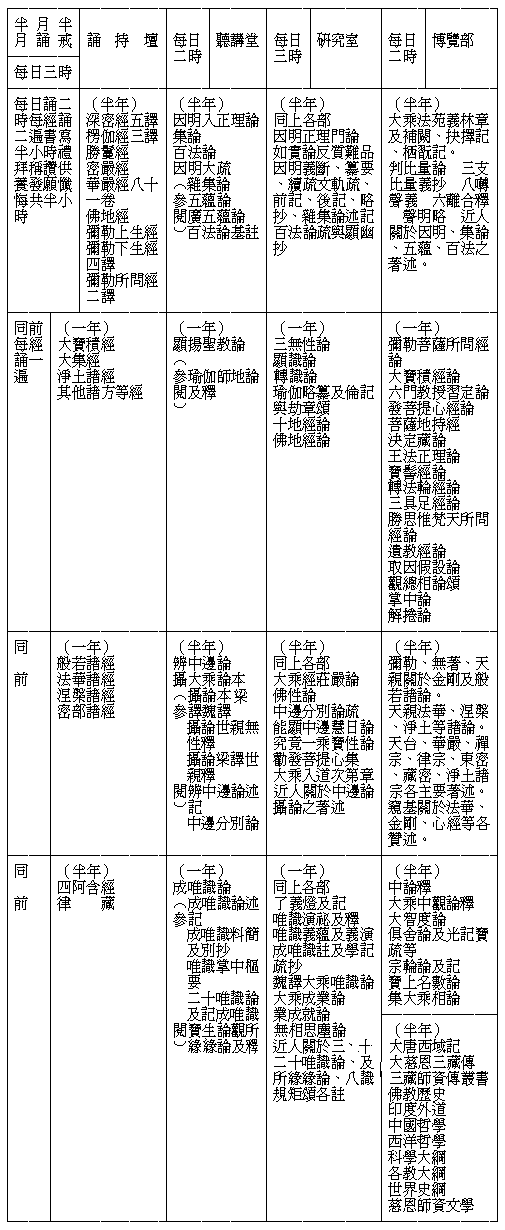 半月半
月誦戒
每日三時
誦持壇
每日
二時
聽講堂
每日
三時
研究室
每日
二時
博覽部
每日誦二
時每經誦
二遍書寫
半小時禮
拜稱讚供
養發願懺
悔共半小
時
（半年）
深密經五譯
楞伽經三譯
勝鬘經
密嚴經
華嚴經八十
一卷
佛地經
彌勒上生經
彌勒下生經
四譯
彌勒所問經
二譯
（半年）
因明入正理論
集論
百法論
因明大疏
（雜集論
參五蘊論
閱廣五蘊論
）百法論基註
（半年）
同上各部
因明正理門論
如實論反質難品
因明義斷、纂要
、續疏文軌疏、
前記、後記、略
抄、雜集論述記
百法論疏與顯幽
抄
（半年）
大乘法苑義林章
及補闕、抉擇記
、栖翫記。
判比量論　三支
比量義抄　八囀
聲義　六離合釋
　聲明略　近人
關於因明、集論
、五蘊、百法之
著述。
同前
每經
誦一
遍
（一年）
大寶積經
大集經
淨土諸經
其他諸方等經
（一年）
顯揚聖教論
（
參瑜伽師地論
閱及釋
）
（一年）
三無性論
顯識論
轉識論
瑜伽略纂及倫記
與劫章頌
十地經論
佛地經論
（一年）
彌勒菩薩所問經
論
大寶積經論
六門教授習定論
發菩提心經論
菩薩地持經
決定藏論
王法正理論
寶髻經論
轉法輪經論
三具足經論
勝思惟梵天所問
經論
遺教經論
取因假設論
觀總相論頌
掌中論
解捲論
同
前
（一年）
般若諸經
法華諸經
涅槃諸經
密部諸經
（半年）
辨中邊論
攝大乘論本
（攝論本梁
參譯魏譯
　攝論世親無
性釋
　攝論梁譯世
親釋
閱辨中邊論述
）記
　中邊分別論
（半年）
同上各部
大乘經莊嚴論
佛性論
中邊分別論疏
能顯中邊慧日論
究竟一乘寶性論
勸發菩提心集
大乘入道次第章
近人關於中邊論
攝論之著述
（半年）
彌勒、無著、天
親關於金剛及般
若諸論。
天親法華、涅槃
、淨土等諸論。
天台、華嚴、禪
宗、律宗、東密
、藏密、淨土諸
宗各主要著述。
窺基關於法華、
金剛、心經等各
贊述。
同
前
（半年）
四阿含經
律　　藏
（一年）
成唯識論
（成唯識論述
參記
　成唯識料簡
及別抄
　唯識掌中樞
要
　二十唯識論
及記成唯識
閱寶生論觀所
）緣緣論及釋
（一年）
同上各部
了義燈及記
唯識演祕及釋
唯識義蘊及義演
成唯識註及學記
疏抄
魏譯大乘唯識論
大乘成業論
業成就論
無相思塵論
近人關於三、十
二十唯識論、及
所緣緣論、八識
規矩頌各註
（半年）
中論釋
大乘中觀論釋
大智度論
俱舍論及光記寶
疏等
宗輪論及記
寶上名數論
集大乘相論
（半年）
大唐西域記
大慈恩三藏傳
三藏師資傳叢書
佛教歷史
印度外道
中國哲學
西洋哲學
科學大綱
各教大綱
世界史綱
慈恩師資文學